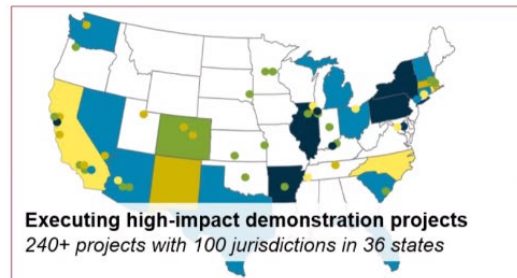 Executing high-impact demonstration projects
240+ projects with 100 jurisdictions in 36 states